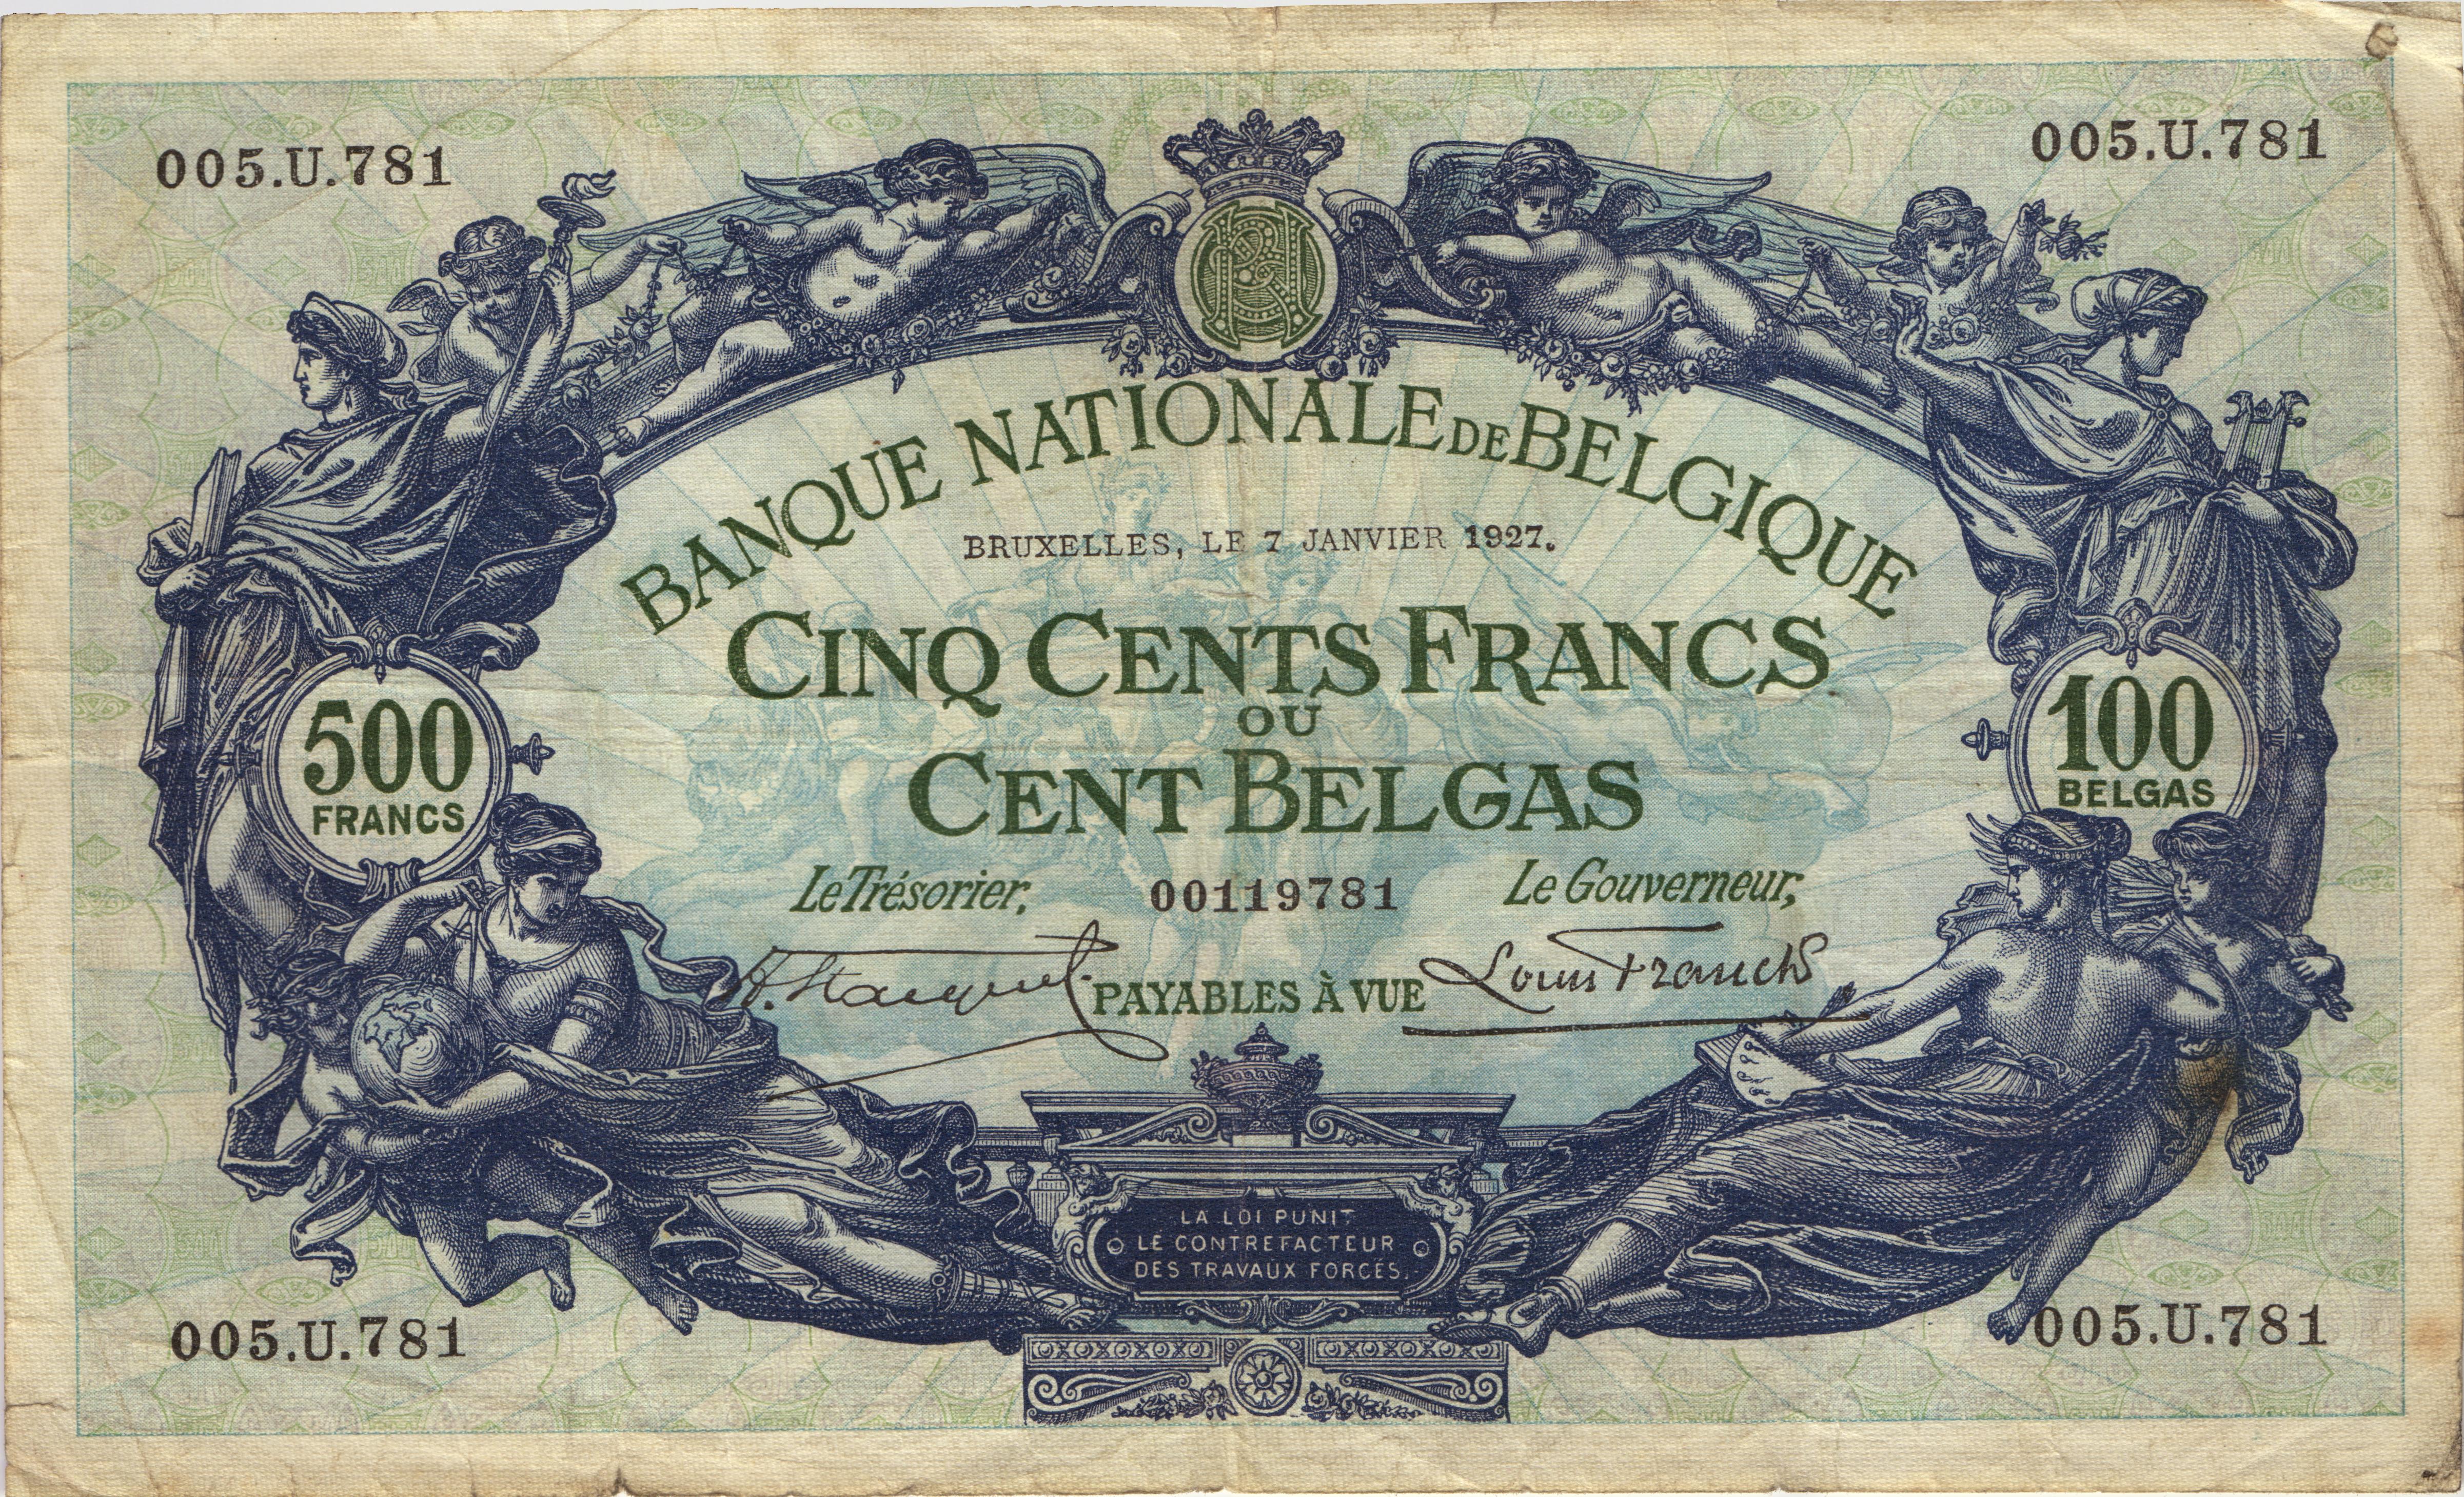 005.U.781
005.U.781
BANQUE NATIONALE DE BELGIQUE
BRUXELLES, LE 7 JANVIER 1927.
CINQ CENTS FRANCS
OU
CENT BELGAS
500
FRANCS
100
BELGAS
Le Trésorier,
00119781
Le Gouverneur,
PAYABLES À VUE
Louis Franck
LA LOI PUNIT
LE CONTREFACTEUR
DES TRAVAUX FORCÉS.
005.U.781
005.U.781